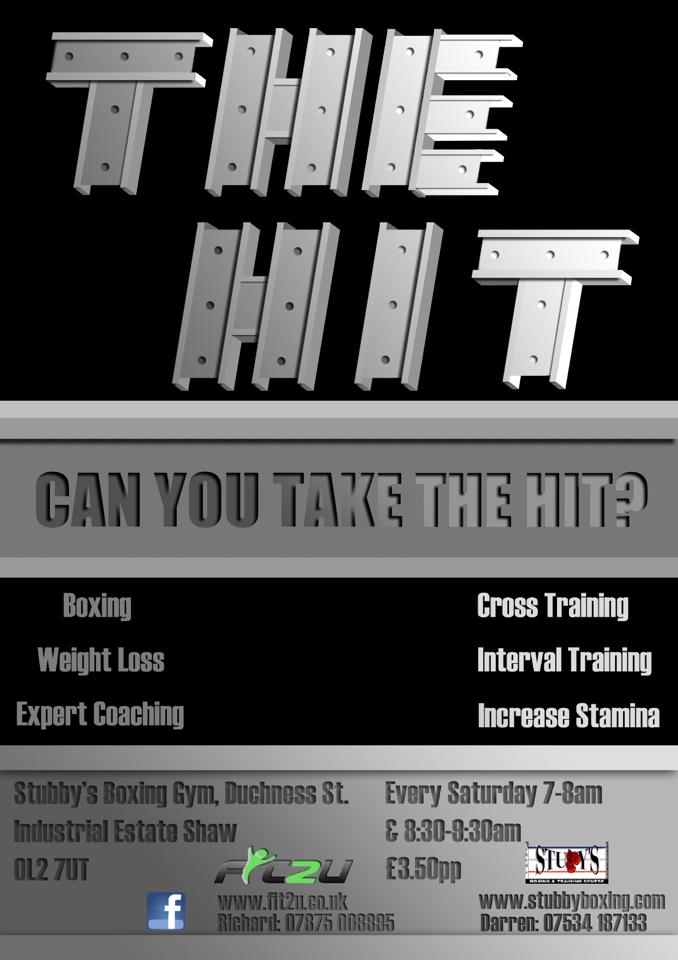 THE
HIT
CAN YOU TAKE THE HIT?
Boxing
Cross Training
Weight Loss
Interval Training
Expert Coaching
Increase Stamina
Stubby's Boxing Gym, Duchness St.
Industrial Estate Shaw
OL2 7UT
Every Saturday 7-8am
& 8:30-9:30am
£3.50pp
FIT2U
www.fit2u.co.uk
Richard: 07875 008895
STUBY'S
BOXING & TRAINING CENTRE
www.stubbyboxing.com
Darren: 07534 187133
f